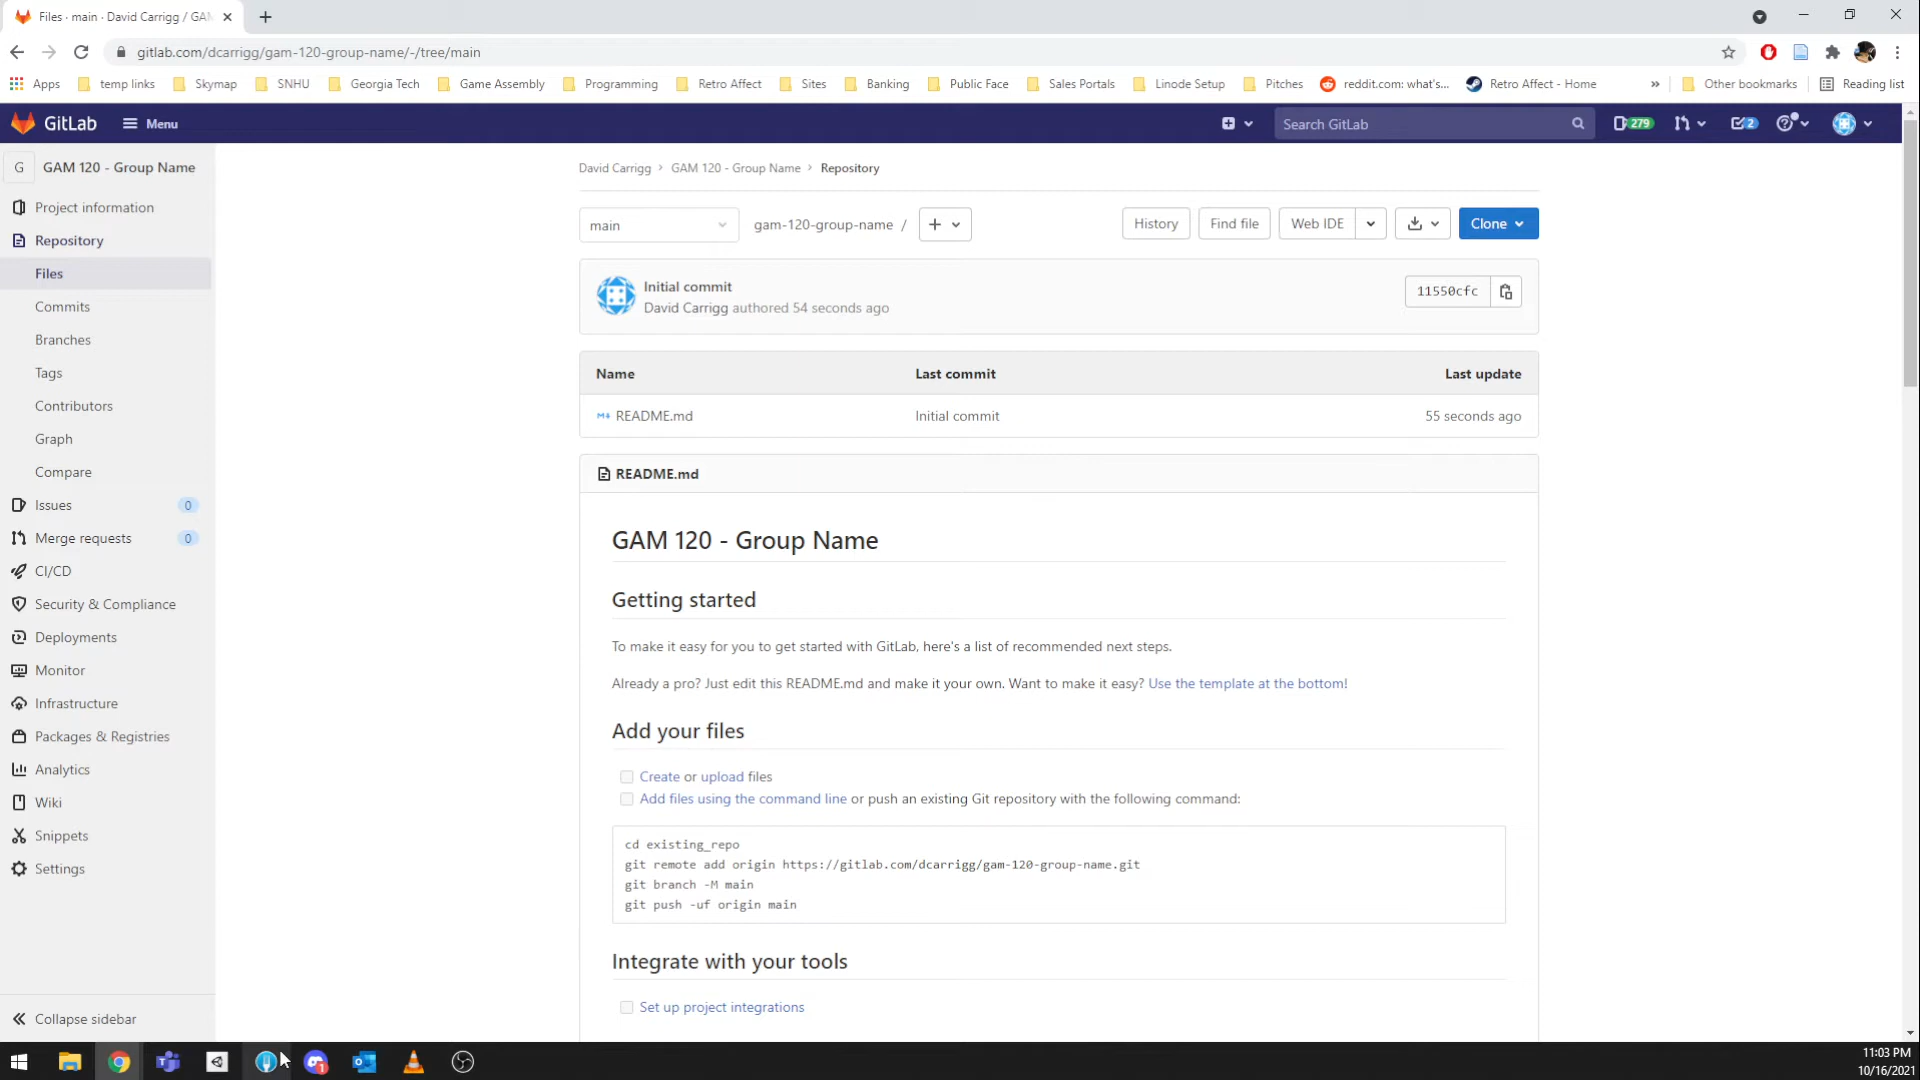 Files · main · David Carrigg / GAM
gitlab.com/dcarrigg/gam-120-group-name/-/tree/main
Apps temp links Skymap SNHU Georgia Tech Game Assembly Programming Retro Affect Sites Banking Public Face Sales Portals Linode Setup Pitches reddit.com: what's... Retro Affect - Home » Other bookmarks Reading list
GitLab Menu Search GitLab 279 2
G GAM 120 - Group Name
Project information
Repository
Files
Commits
Branches
Tags
Contributors
Graph
Compare
Issues 0
Merge requests 0
CI/CD
Security & Compliance
Deployments
Monitor
Infrastructure
Packages & Registries
Analytics
Wiki
Snippets
Settings
Collapse sidebar
David Carrigg > GAM 120 - Group Name > Repository
main gam-120-group-name / + History Find file Web IDE Clone
Initial commit
David Carrigg authored 54 seconds ago
11550cfc
Name Last commit Last update
README.md Initial commit 55 seconds ago
README.md
GAM 120 - Group Name
Getting started
To make it easy for you to get started with GitLab, here's a list of recommended next steps.
Already a pro? Just edit this README.md and make it your own. Want to make it easy? Use the template at the bottom!
Add your files
Create or upload files
Add files using the command line or push an existing Git repository with the following command:
cd existing_repo
git remote add origin https://gitlab.com/dcarrigg/gam-120-group-name.git
git branch -M main
git push -uf origin main
Integrate with your tools
Set up project integrations
11:03 PM
10/16/2021